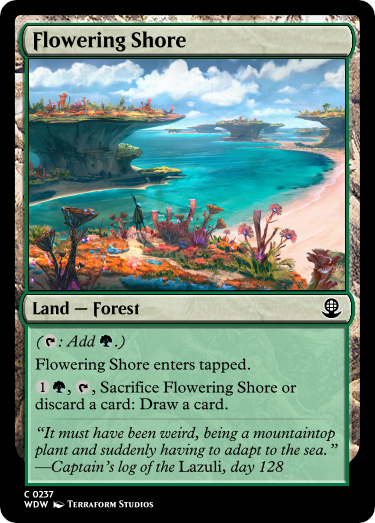 Flowering Shore
Land — Forest
(: Add .)
Flowering Shore enters tapped.
1, , Sacrifice Flowering Shore or
discard a card: Draw a card.
“It must have been weird, being a mountaintop
plant and suddenly having to adapt to the sea.”
—Captain’s log of the Lazuli, day 128
C 0237
WDW Terraform Studios